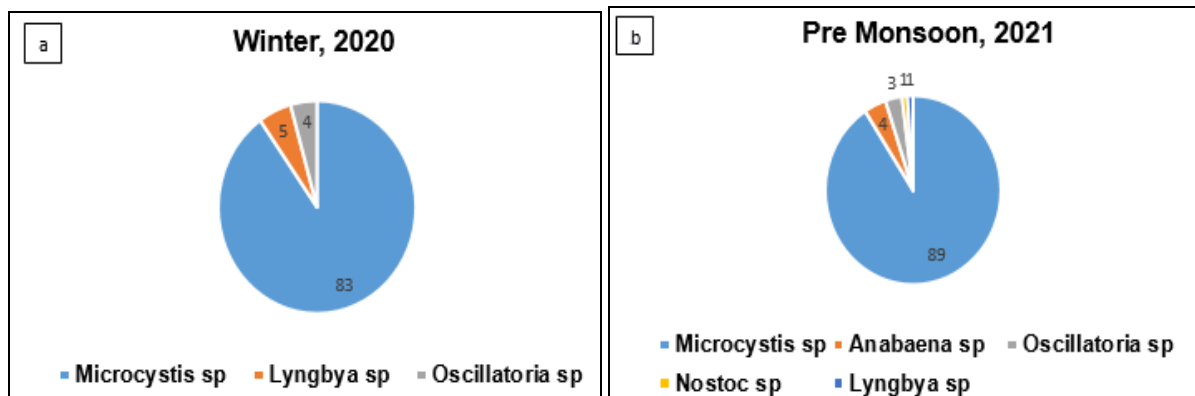 a
Winter, 2020
5
4
83
Microcystis sp Lyngbya sp Oscillatoria sp
b
Pre Monsoon, 2021
3
11
4
89
Microcystis sp Anabaena sp Oscillatoria sp
Nostoc sp Lyngbya sp